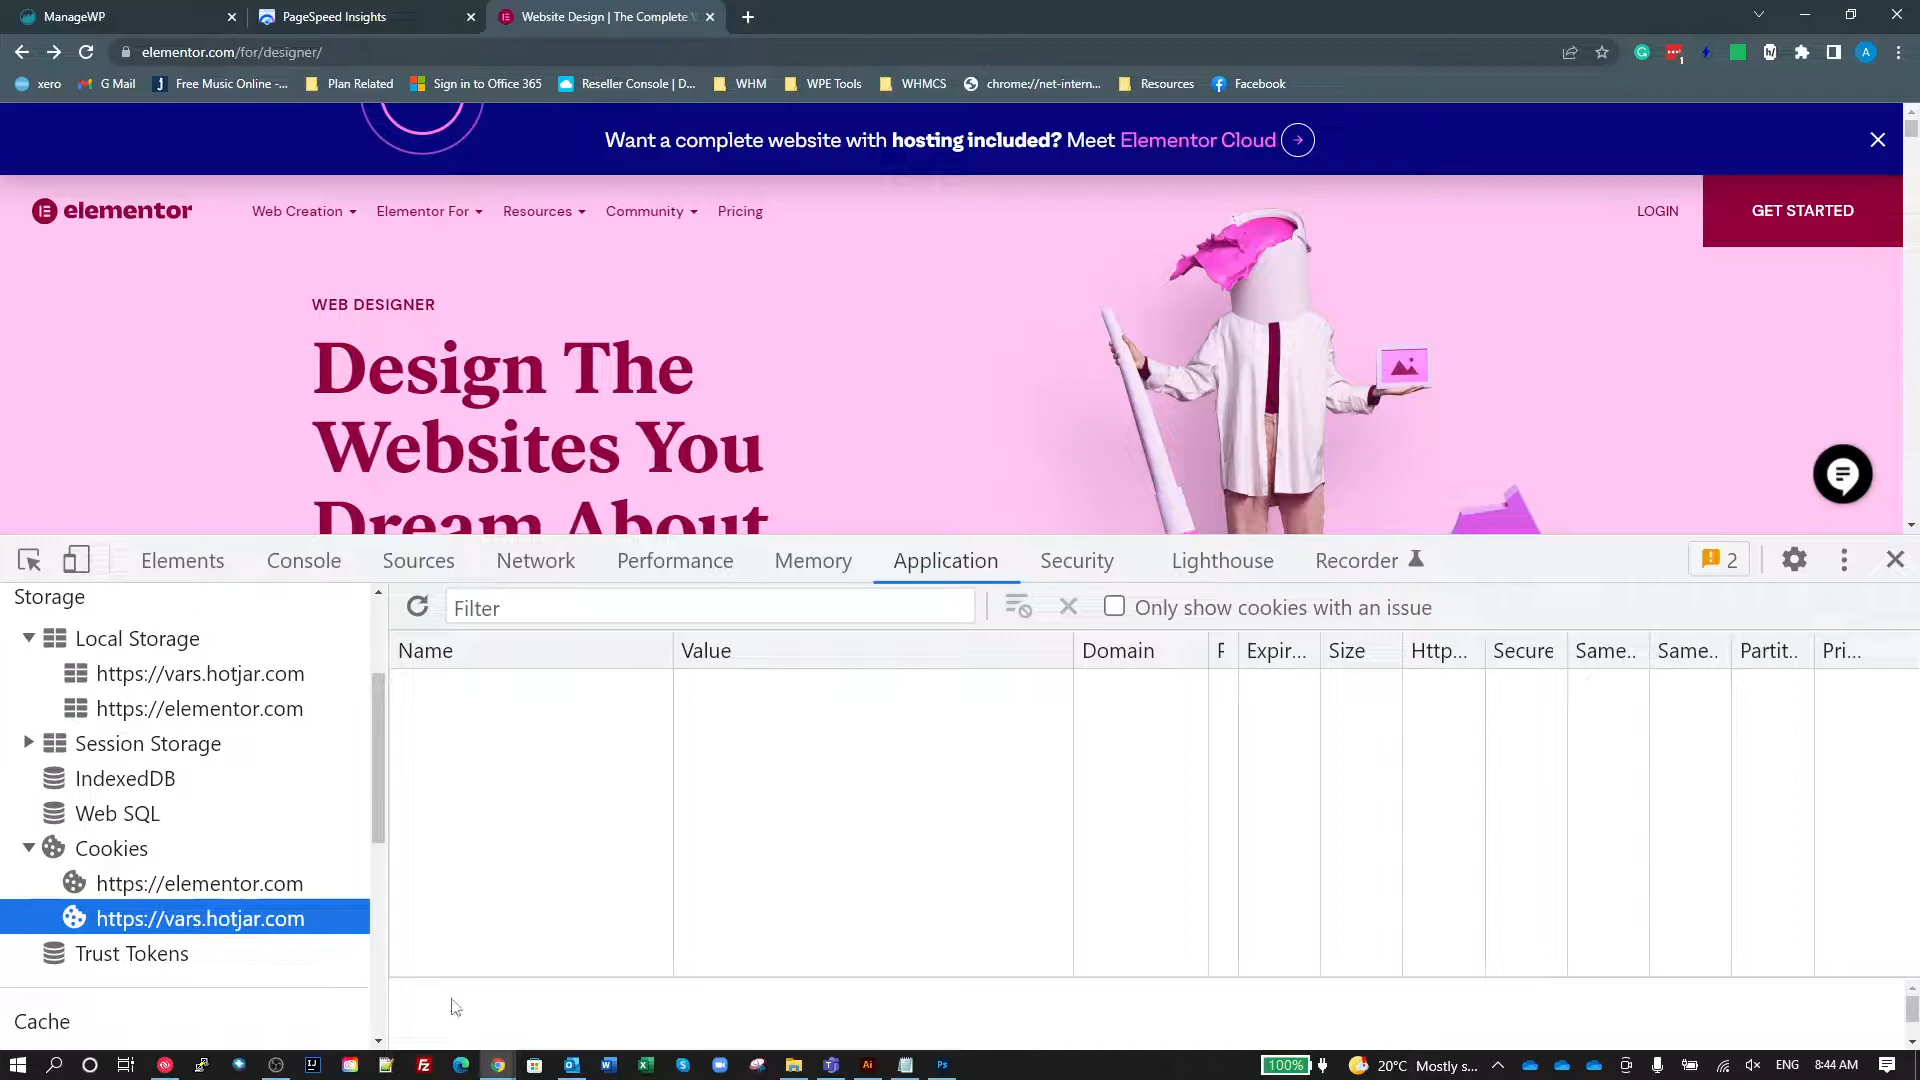 ManageWP
PageSpeed Insights
Website Design | The Complete
elementor.com/for/designer/
1
A
xero
G Mail
Free Music Online -...
Plan Related
Sign in to Office 365
Reseller Console | D...
WHM
WPE Tools
WHMCS
chrome://net-intern...
Resources
Facebook
Want a complete website with hosting included? Meet Elementor Cloud
elementor
Web Creation
Elementor For
Resources
Community
Pricing
LOGIN
GET STARTED
WEB DESIGNER
Design The
Websites You
Dream About
Elements
Console
Sources
Network
Performance
Memory
Application
Security
Lighthouse
Recorder
2
Storage
Filter
Only show cookies with an issue
Name
Value
Domain
Expir...
Size
Http...
Secure
Same..
Same..
Partit..
Pri...
Local Storage
https://vars.hotjar.com
https://elementor.com
Session Storage
IndexedDB
Web SQL
Cookies
https://elementor.com
https://vars.hotjar.com
Trust Tokens
Cache
100%
20°C Mostly s...
ENG
8:44 AM